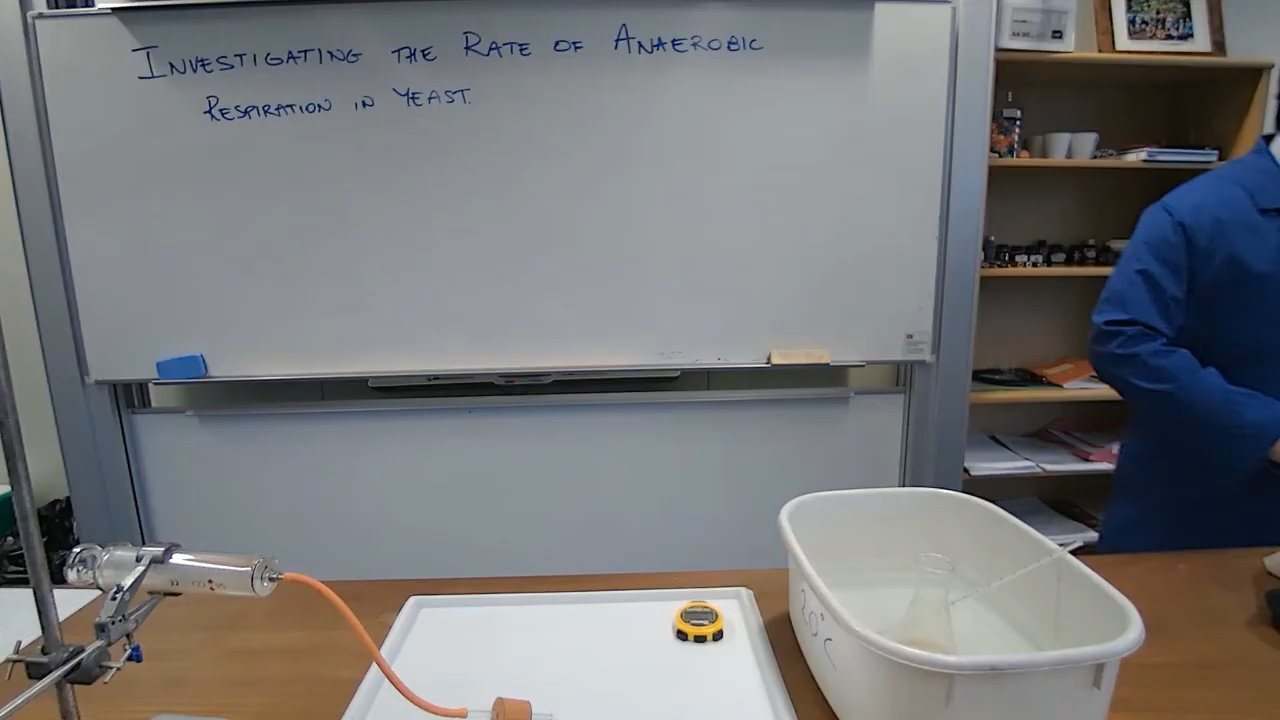 INVESTIGATING THE RATE OF ANAEROBIC
RESPIRATION IN YEAST.
20°C